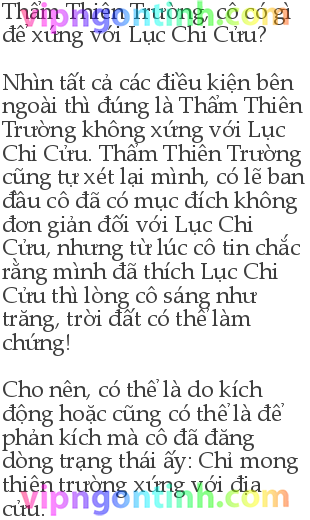 Thẩm Thiên Trường, cô có gì
để xứng với Lục Chi Cửu?
Nhìn tất cả các điều kiện bên
ngoài thì đúng là Thẩm Thiên
Trường không xứng với Lục
Chi Cửu. Thẩm Thiên Trường
cũng tự xét lại mình, có lẽ ban
đầu cô đã có mục đích không
đơn giản đối với Lục Chi
Cửu, nhưng từ lúc cô tin chắc
rằng mình đã thích Lục Chi
Cửu thì lòng cô sáng như
trăng, trời đất có thể làm
chứng!
Cho nên, có thể là do kích
động hoặc cũng có thể là để
phản kích mà cô đã đăng
dòng trạng thái ấy: Chỉ mong
thiên trường xứng với địa
cửu.
vipngontinh.com
vipngontinh.com